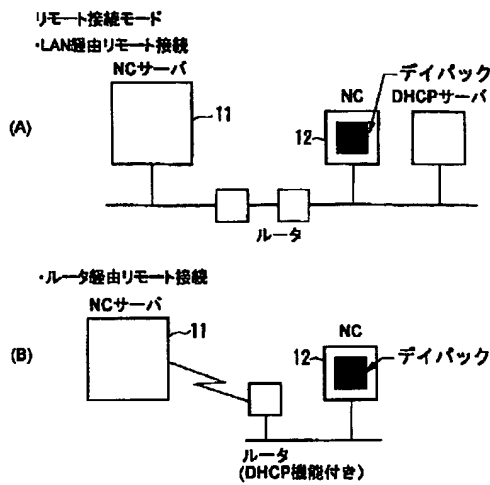 リモート接続モード
・LAN経由リモート接続
NCサーバ
11
NC
デイパック
DHCPサーバ
(A)
12
ルータ
・ルータ経由リモート接続
NCサーバ
11
NC
(B)
12
デイパック
ルータ
(DHCP機能付き)